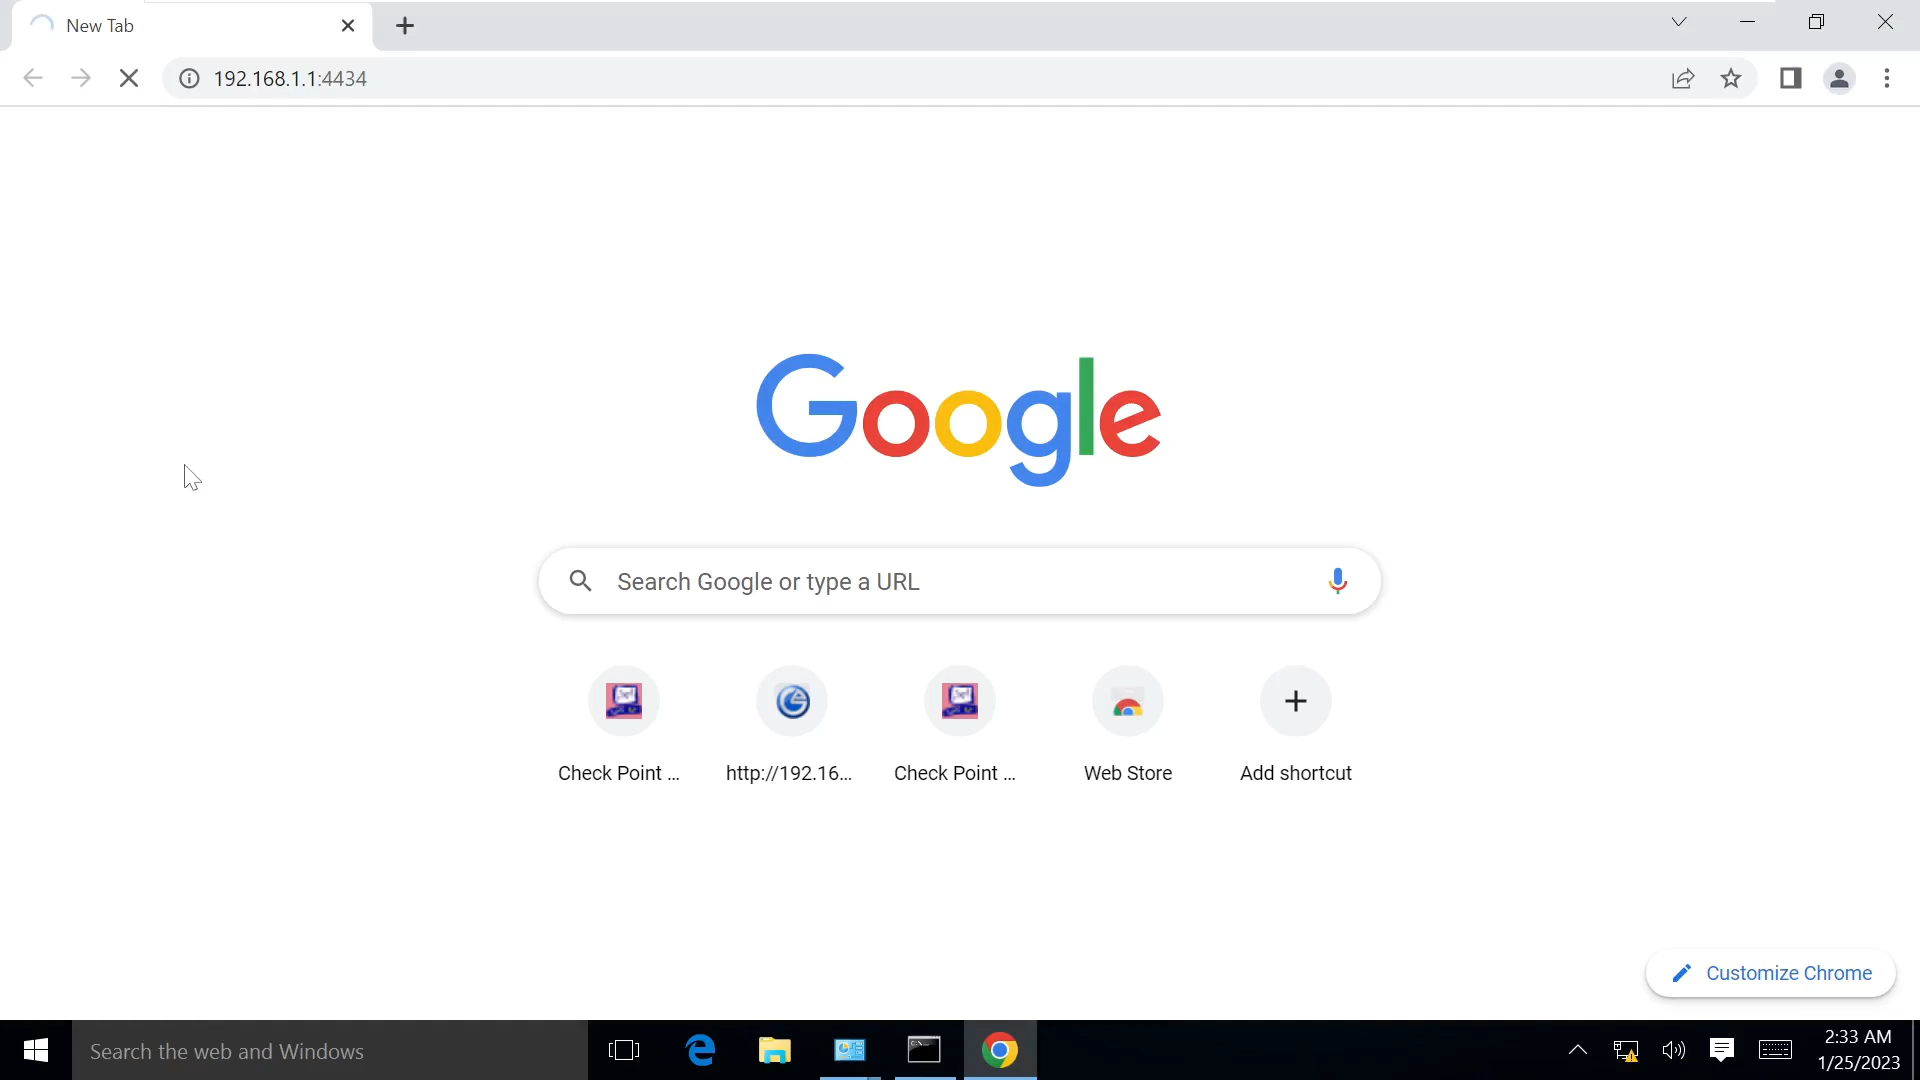 New Tab
192.168.1.1:4434
Google
Search Google or type a URL
Check Point ...
http://192.16...
Check Point ...
Web Store
Add shortcut
Customize Chrome
Search the web and Windows
2:33 AM
1/25/2023